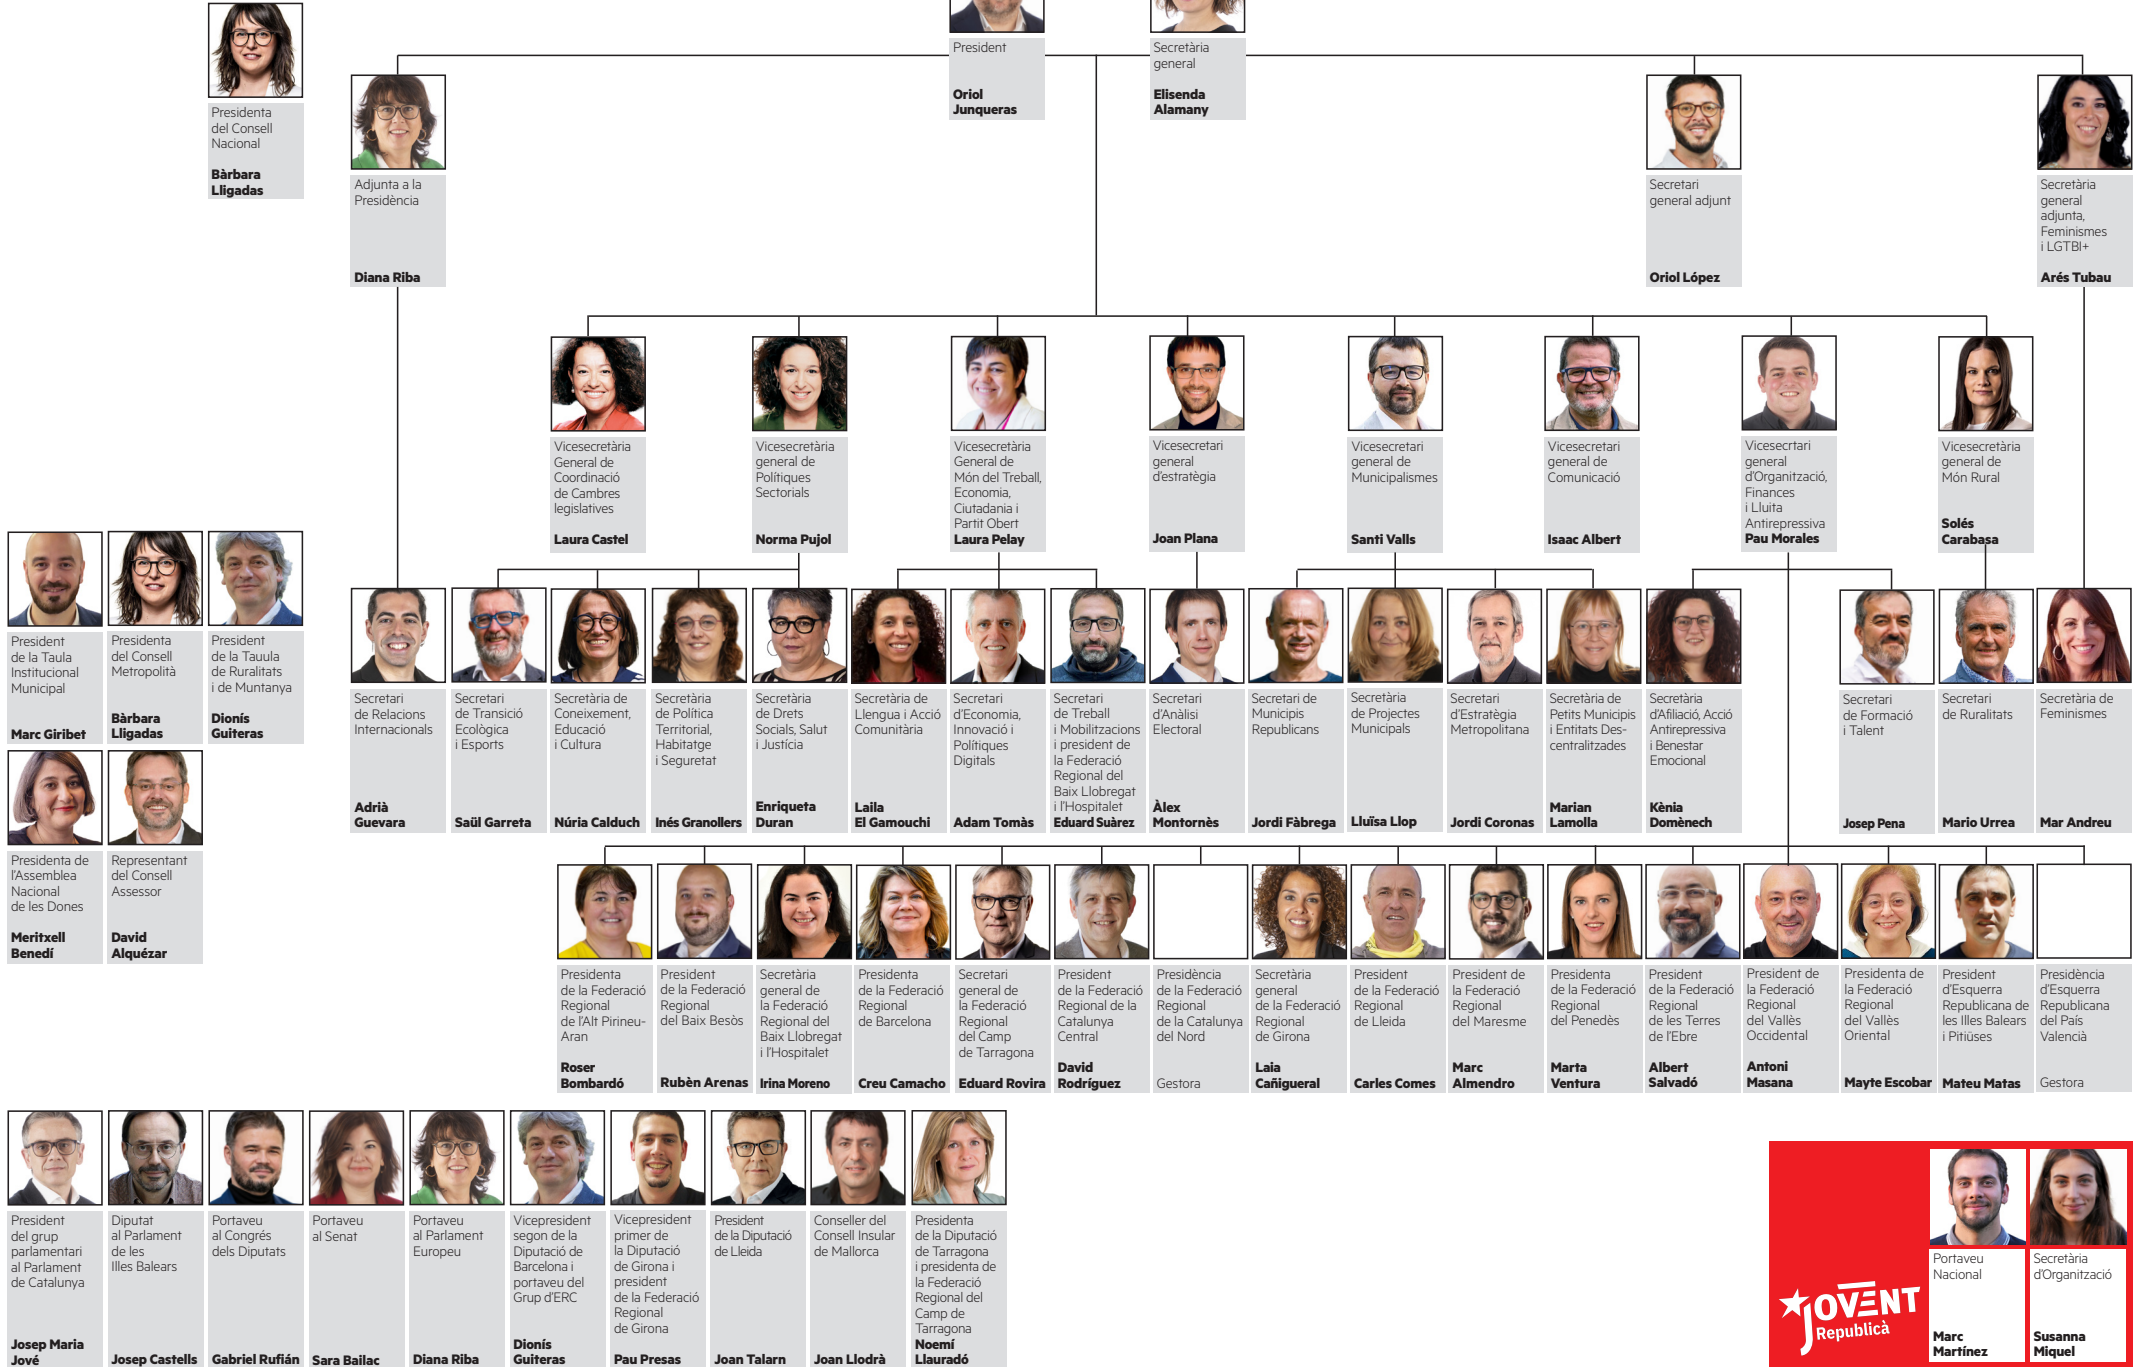 President
Oriol
Junqueras
Secretària
general
Elisenda
Alamany
Presidenta
del Consell
Nacional
Bàrbara
Lligadas
Adjunta a la
Presidència
Diana Riba
Secretari
general adjunt
Oriol López
Secretària
general
adjunta,
Feminismes
i LGTBI+
Arés Tubau
Vicesecretària
General de
Coordinació
de Cambres
legislatives
Laura Castel
Vicesecretària
general de
Polítiques
Sectorials
Norma Pujol
Vicesecretària
General de
Món del Treball,
Economia,
Ciutadania i
Partit Obert
Laura Pelay
Vicesecretari
general
d'estratègia
Joan Plana
Vicesecretari
general de
Municipalismes
Santi Valls
Vicesecretari
general de
Comunicació
Isaac Albert
Vicesecrtari
general
d'Organització,
Finances
i Lluita
Antirepressiva
Pau Morales
Vicesecretària
general de
Món Rural
Solés
Carabasa
President
de la Taula
Institucional
Municipal
Marc Giribet
Presidenta
del Consell
Metropolità
Bàrbara
Lligadas
President
de la Tauula
de Ruralitats
i de Muntanya
Dionís
Guiteras
Secretari
de Relacions
Internacionals
Adrià
Guevara
Secretari
de Transició
Ecològica
i Esports
Saül Garreta
Secretària de
Coneixement,
Educació
i Cultura
Núria Calduch
Secretària
de Política
Territorial,
Habitatge
i Seguretat
Inés Granollers
Secretària
de Drets
Socials, Salut
i Justícia
Enriqueta
Duran
Secretària de
Llengua i Acció
Comunitària
Laila
El Gamouchi
Secretari
d'Economia,
Innovació i
Polítiques
Digitals
Adam Tomàs
Secretari
de Treball
i Mobilitzacions
i president de
la Federació
Regional del
Baix Llobregat
i l'Hospitalet
Eduard Suàrez
Secretari
d'Anàlisi
Electoral
Àlex
Montornès
Secretari de
Municipis
Republicans
Jordi Fàbrega
Secretària
de Projectes
Municipals
Lluïsa Llop
Secretari
d'Estratègia
Metropolitana
Jordi Coronas
Secretària de
Petits Municipis
i Entitats Des-
centralitzades
Marian
Lamolla
Secretària
d'Afiliació, Acció
Antirepressiva
i Benestar
Emocional
Kènia
Domènech
Secretari
de Formació
i Talent
Josep Pena
Secretari
de Ruralitats
Mario Urrea
Secretària de
Feminismes
Mar Andreu
Presidenta de
l'Assemblea
Nacional
de les Dones
Meritxell
Benedí
Representant
del Consell
Assessor
David
Alquézar
Presidenta
de la Federació
Regional
de l'Alt Pirineu-
Aran
Roser
Bombardó
President
de la Federació
Regional
del Baix Besòs
Rubèn Arenas
Secretària
general de
la Federació
Regional del
Baix Llobregat
i l'Hospitalet
Irina Moreno
Presidenta
de la Federació
Regional
de Barcelona
Creu Camacho
Secretari
general de
la Federació
Regional
del Camp
de Tarragona
Eduard Rovira
President
de la Federació
Regional de la
Catalunya
Central
David
Rodríguez
Presidència
de la Federació
Regional
de la Catalunya
del Nord
Gestora
Secretària
general
de la Federació
Regional
de Girona
Laia
Cañigueral
President
de la Federació
Regional
de Lleida
Carles Comes
President de
la Federació
Regional
del Maresme
Marc
Almendro
Presidenta
de la Federació
Regional
del Penedès
Marta
Ventura
President
de la Federació
Regional
de les Terres
de l'Ebre
Albert
Salvadó
President de
la Federació
Regional
del Vallès
Occidental
Antoni
Masana
Presidenta de
la Federació
Regional
del Vallès
Oriental
Mayte Escobar
President
d'Esquerra
Republicana de
les Illes Balears
i Pitiüses
Mateu Matas
Presidència
d'Esquerra
Republicana
del País
Valencià
Gestora
President
del grup
parlamentari
al Parlament
de Catalunya
Josep Maria
Jové
Diputat
al Parlament
de les
Illes Balears
Josep Castells
Portaveu
al Congrés
dels Diputats
Gabriel Rufián
Portaveu
al Senat
Sara Bailac
Portaveu
al Parlament
Europeu
Diana Riba
Vicepresident
segon de la
Diputació de
Barcelona i
portaveu del
Grup d'ERC
Dionís
Guiteras
Vicepresident
primer de
la Diputació
de Girona i
president
de la Federació
Regional
de Girona
Pau Presas
President
de la Diputació
de Lleida
Joan Talarn
Conseller del
Consell Insular
de Mallorca
Joan Llodrà
Presidenta
de la Diputació
de Tarragona
i presidenta de
la Federació
Regional del
Camp de
Tarragona
Noemí
Llauradó
JOVENT
Republicà
Portaveu
Nacional
Marc
Martínez
Secretària
d'Organització
Susanna
Miquel